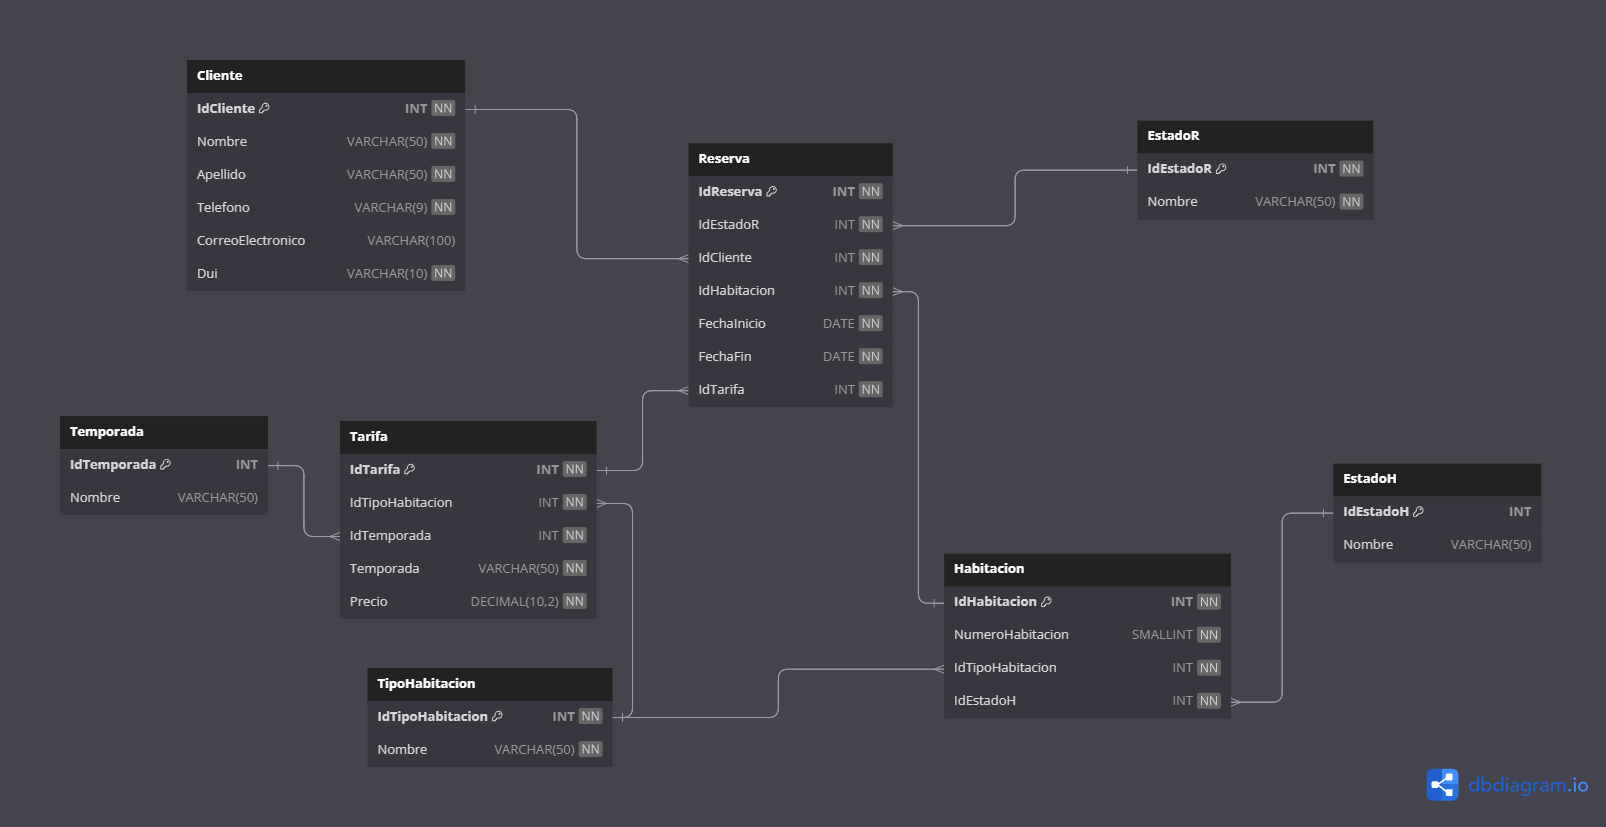 Cliente
IdCliente INT NN
Nombre VARCHAR(50) NN
Apellido VARCHAR(50) NN
Telefono VARCHAR(9) NN
CorreoElectronico VARCHAR(100)
Dui VARCHAR(10) NN
Reserva
IdReserva INT NN
IdEstadoR INT NN
IdCliente INT NN
IdHabitacion INT NN
FechaInicio DATE NN
FechaFin DATE NN
IdTarifa INT NN
EstadoR
IdEstadoR INT NN
Nombre VARCHAR(50) NN
Temporada
IdTemporada INT
Nombre VARCHAR(50)
Tarifa
IdTarifa INT NN
IdTipoHabitacion INT NN
IdTemporada INT NN
Temporada VARCHAR(50) NN
Precio DECIMAL(10,2) NN
EstadoH
IdEstadoH INT
Nombre VARCHAR(50)
Habitacion
IdHabitacion INT NN
NumeroHabitacion SMALLINT NN
IdTipoHabitacion INT NN
IdEstadoH INT NN
TipoHabitacion
IdTipoHabitacion INT NN
Nombre VARCHAR(50) NN
dbdiagram.io